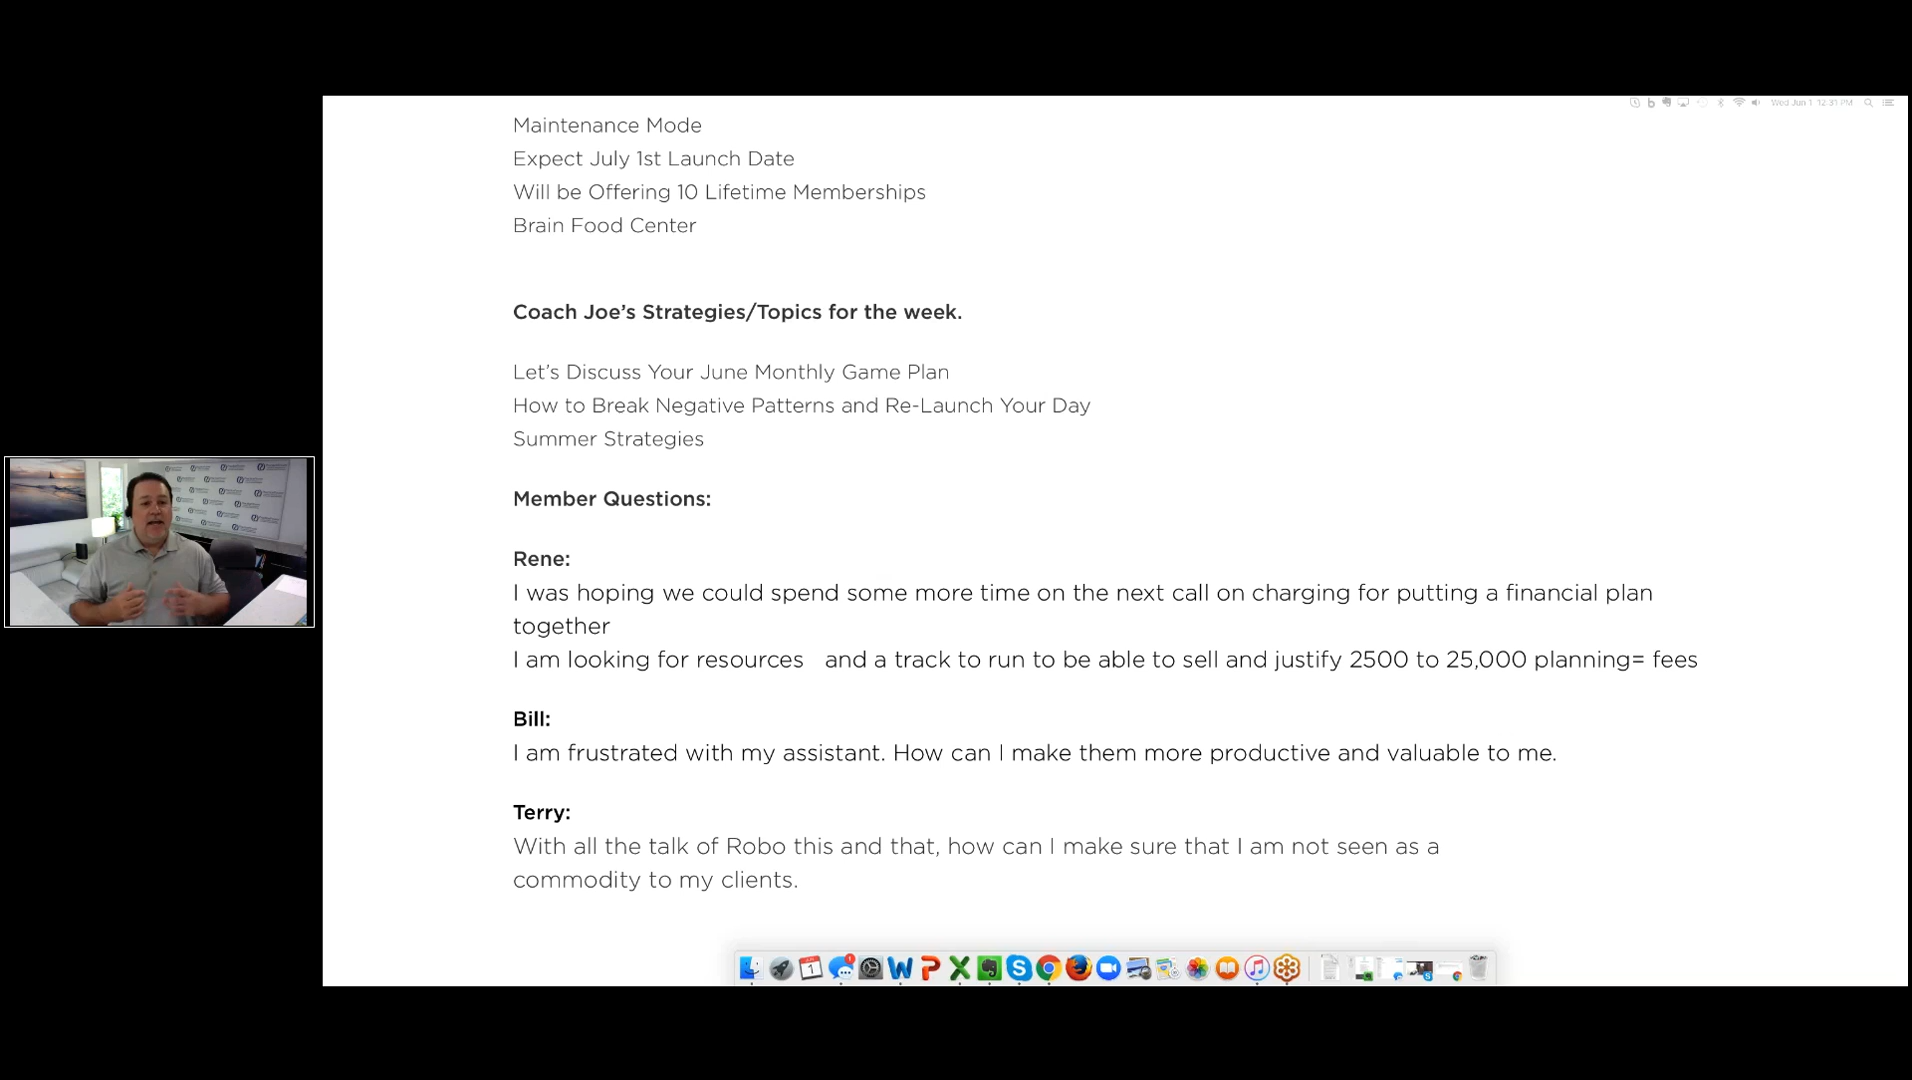 Wed Jun 1 12:31 PM
Maintenance Mode
Expect July 1st Launch Date
Will be Offering 10 Lifetime Memberships
Brain Food Center
Coach Joe’s Strategies/Topics for the week.
Let’s Discuss Your June Monthly Game Plan
How to Break Negative Patterns and Re-Launch Your Day
Summer Strategies
Member Questions:
Rene:
I was hoping we could spend some more time on the next call on charging for putting a financial plan
together
I am looking for resources   and a track to run to be able to sell and justify 2500 to 25,000 planning= fees
Bill:
I am frustrated with my assistant. How can I make them more productive and valuable to me.
Terry:
With all the talk of Robo this and that, how can I make sure that I am not seen as a
commodity to my clients.